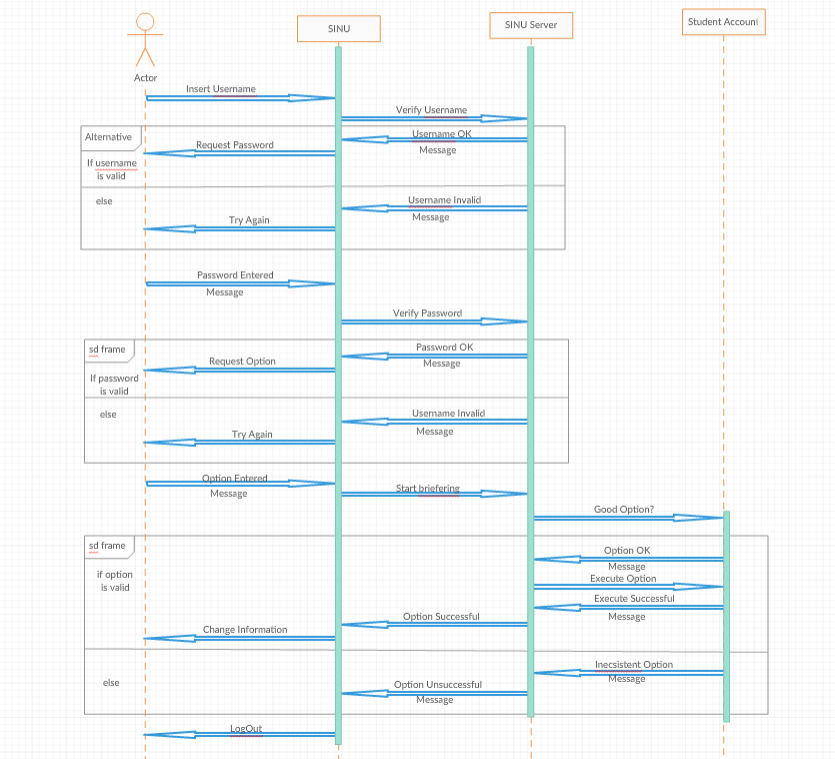 SINU
SINU Server
Student Account
Actor
Insert Username
Verify Username
Alternative
Username OK
Message
Request Password
If username
is valid
else
Username Invalid
Message
Try Again
Password Entered
Message
Verify Password
sd frame
Password OK
Message
Request Option
If password
is valid
else
Username Invalid
Message
Try Again
Option Entered
Message
Start briefering
Good Option?
sd frame
Option OK
Message
if option
is valid
Execute Option
Execute Successful
Message
Option Successful
Change Information
Inecsistent Option
Message
else
Option Unsuccessful
Message
LogOut